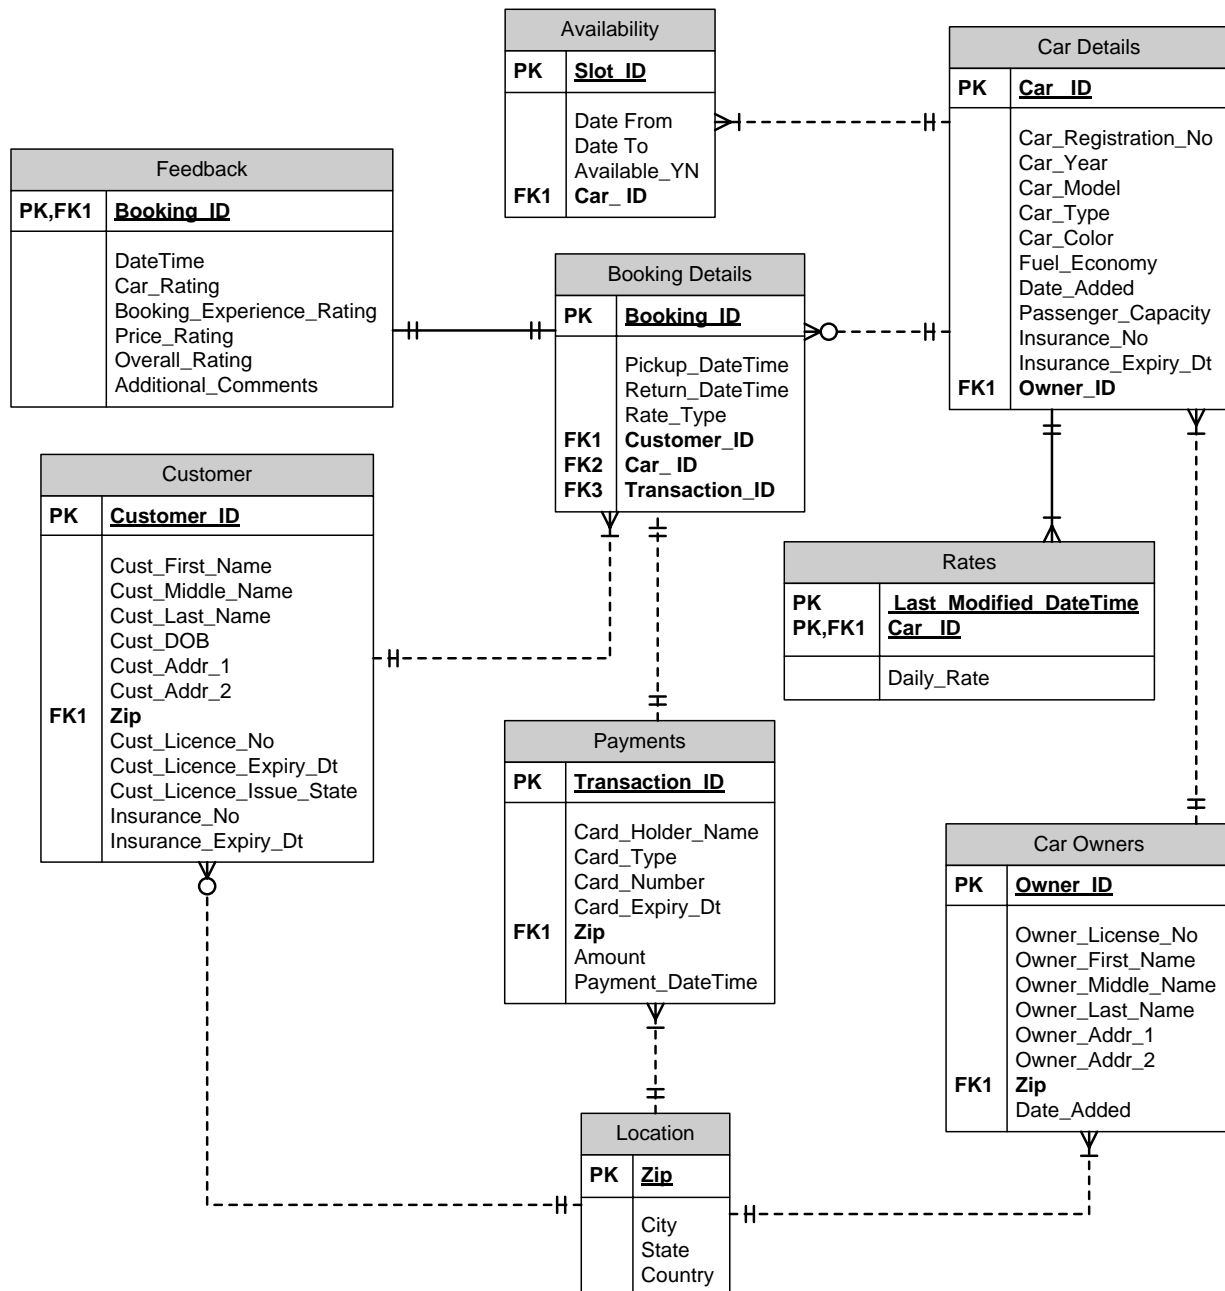 Availability
PK Slot_ID
Date From
Date To
Available_YN
FK1 Car_ ID
Car Details
PK Car_ ID
Car_Registration_No
Car_Year
Car_Model
Car_Type
Car_Color
Fuel_Economy
Date_Added
Passenger_Capacity
Insurance_No
Insurance_Expiry_Dt
FK1 Owner_ID
Feedback
PK,FK1 Booking_ID
DateTime
Car_Rating
Booking_Experience_Rating
Price_Rating
Overall_Rating
Additional_Comments
Booking Details
PK Booking_ID
Pickup_DateTime
Return_DateTime
Rate_Type
FK1 Customer_ID
FK2 Car_ ID
FK3 Transaction_ID
Customer
PK Customer_ID
Cust_First_Name
Cust_Middle_Name
Cust_Last_Name
Cust_DOB
Cust_Addr_1
Cust_Addr_2
FK1 Zip
Cust_Licence_No
Cust_Licence_Expiry_Dt
Cust_Licence_Issue_State
Insurance_No
Insurance_Expiry_Dt
Rates
PK Last_Modified_DateTime
PK,FK1 Car_ ID
Daily_Rate
Payments
PK Transaction_ID
Card_Holder_Name
Card_Type
Card_Number
Card_Expiry_Dt
FK1 Zip
Amount
Payment_DateTime
Car Owners
PK Owner_ID
Owner_License_No
Owner_First_Name
Owner_Middle_Name
Owner_Last_Name
Owner_Addr_1
Owner_Addr_2
FK1 Zip
Date_Added
Location
PK Zip
City
State
Country